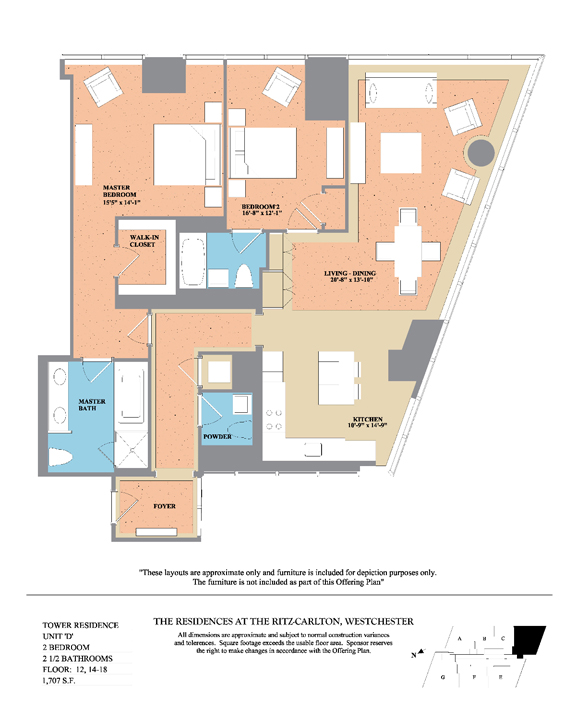 MASTER
BEDROOM
15'5" x 14'-1"
BEDROOM'2
16'-8" x 12'-1"
WALK-IN
CLOSET
LIVING - DINING
20'-8" x 13'-10"
MASTER
BATH
POWDER
KITCHEN
10'-9" x 14'-9"
FOYER
"These layouts are approximate only and furniture is included for depiction purposes only.
The furniture is not included as part of this Offering Plan"
TOWER RESIDENCE
UNIT 'D'
2 BEDROOM
2 1/2 BATHROOMS
FLOOR: 12, 14-18
1,707 S.F.
THE RESIDENCES AT THE RITZ-CARLTON, WESTCHESTER
All dimensions are approximate and subject to normal construction variances
and tolerences. Square footage exceeds the usable floor area. Sponsor reserves
the right to make changes in accordance with the Offering Plan.
A B C
N
G F E